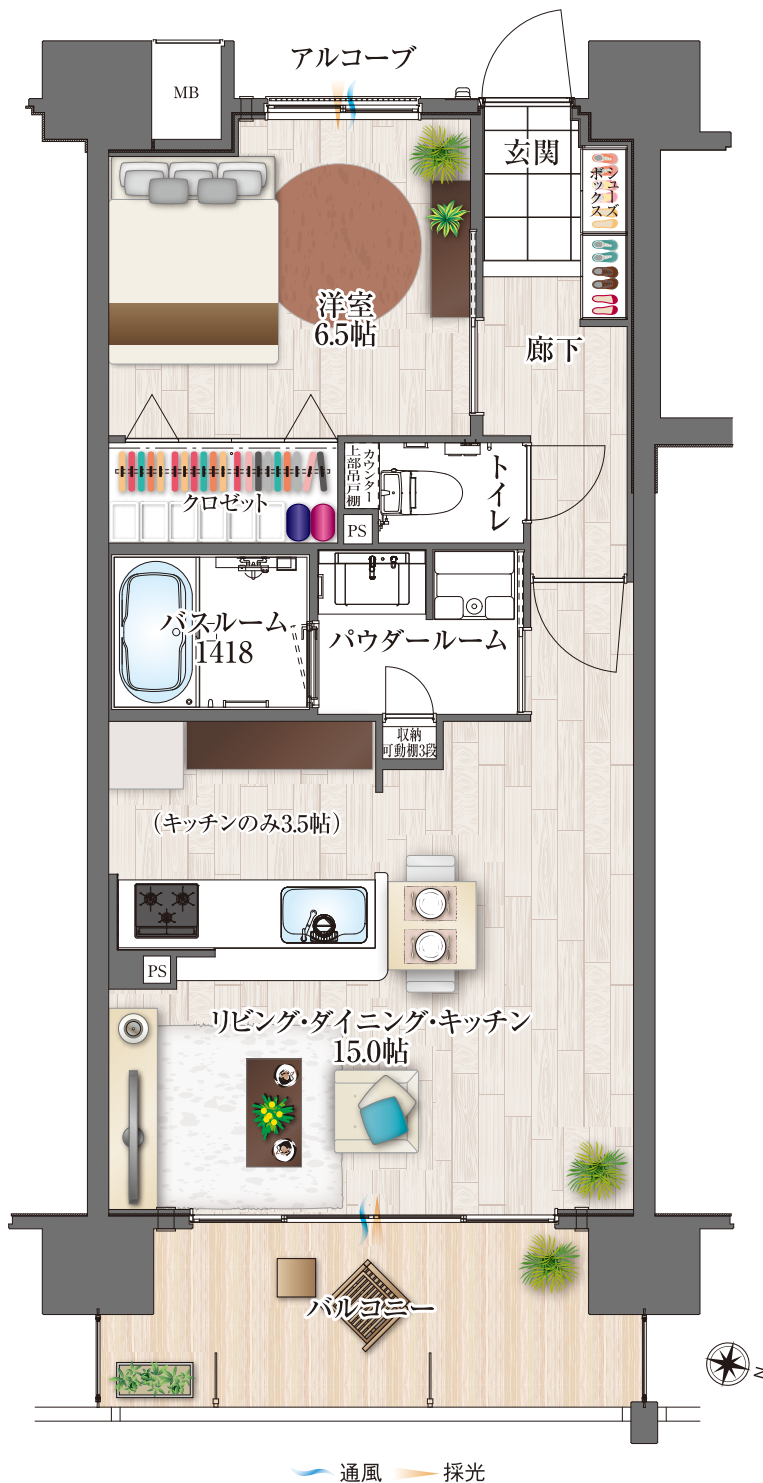 アルコーブ
MB
玄関
シューズ
ボックス
洋室
6.5帖
廊下
カウンター
上部吊戸棚
トイレ
クロゼット
PS
バスルーム
1418
パウダールーム
収納
可動棚3段
(キッチンのみ3.5帖)
PS
リビング・ダイニング・キッチン
15.0帖
バルコニー
N
通風 採光